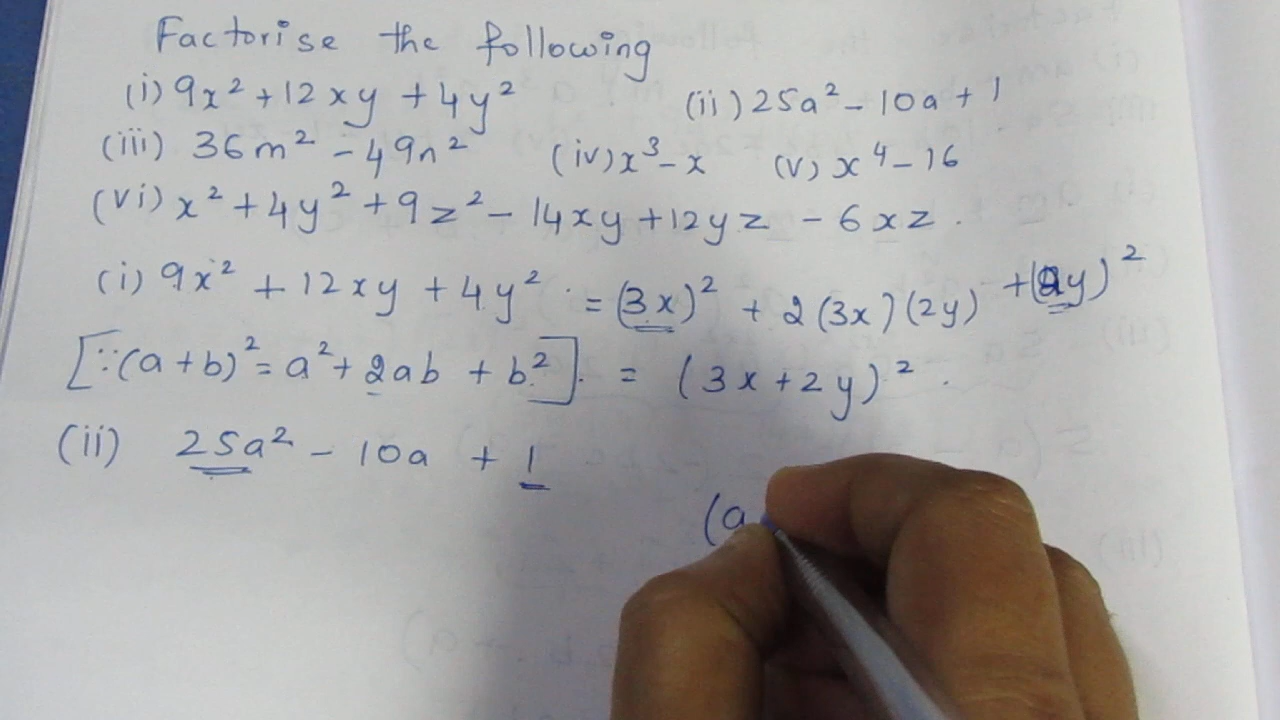 Factorise the following
(i) 9x² + 12xy + 4y² (ii) 25a² - 10a + 1
(iii) 36m² - 49n² (iv) x³ - x (v) x⁴ - 16
(vi) x² + 4y² + 9z² - 14xy + 12yz - 6xz.
(i) 9x² + 12xy + 4y² = (3x)² + 2(3x)(2y) + (2y)²
[∵ (a+b)² = a² + 2ab + b²]. = (3x + 2y)².
(ii) 25a² - 10a + 1
(a